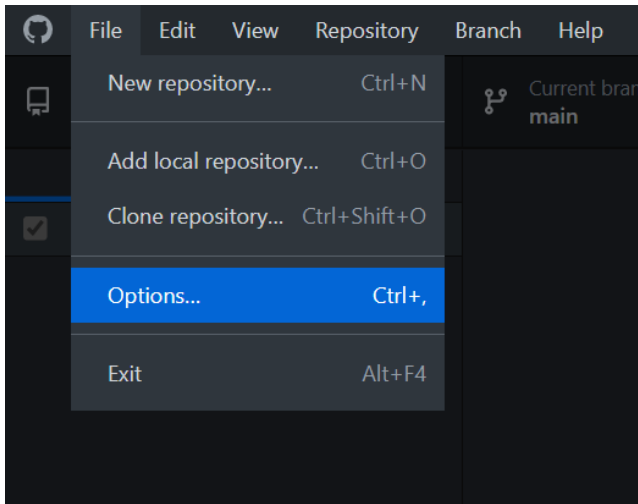 File Edit View Repository Branch Help
New repository... Ctrl+N
Current bran
main
Add local repository... Ctrl+O
Clone repository... Ctrl+Shift+O
Options... Ctrl+,
Exit Alt+F4